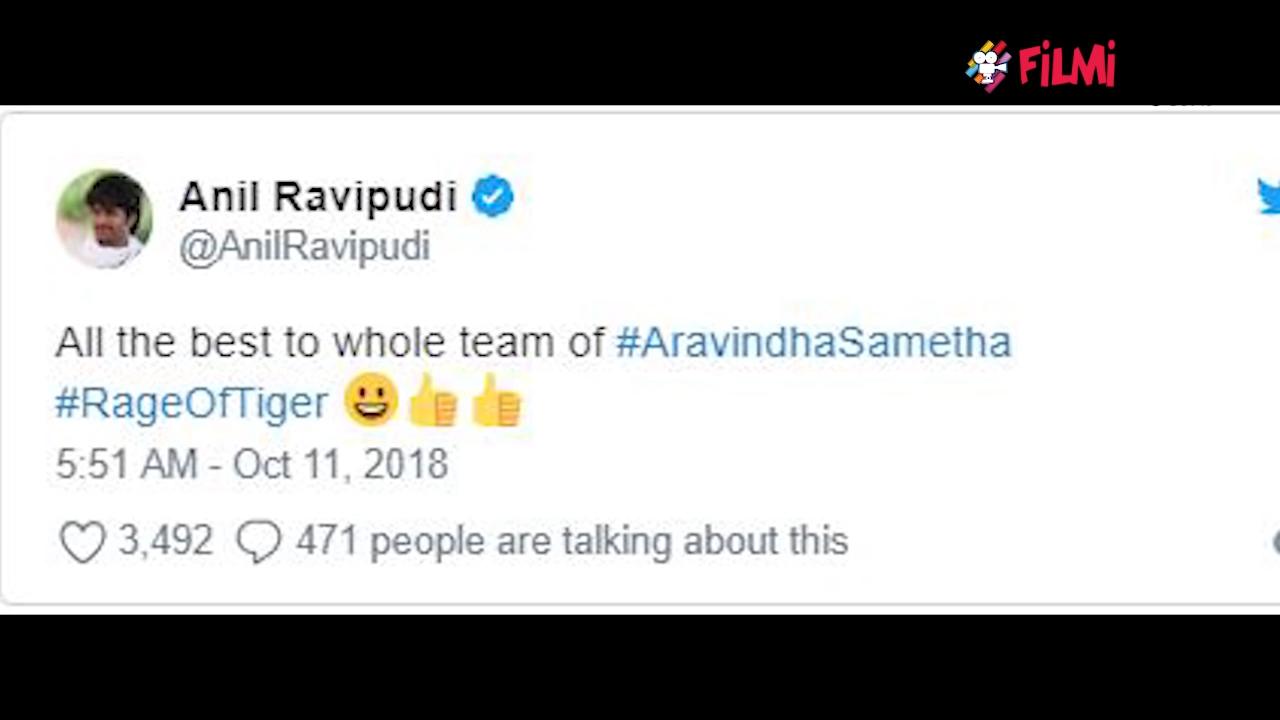 FiLMi
Anil Ravipudi
@AnilRavipudi
All the best to whole team of #AravindhaSametha
#RageOfTiger 😃👍👍
5:51 AM - Oct 11, 2018
3,492 471 people are talking about this